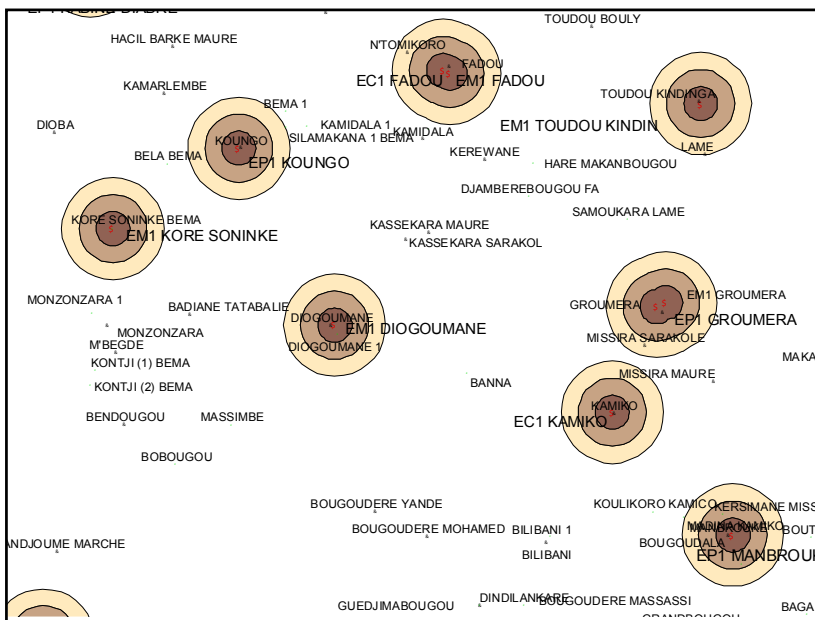 TOUDOU BOULY
HACIL BARKE MAURE
N'TOMIKORO
FADOU
EC1 FADOU
EM1 FADOU
KAMARLEMBE
TOUDOU KINDINGA
BEMA 1
DIOBA
KAMIDALA 1
KAMIDALA
EM1 TOUDOU KINDIN
SILAMAKANA 1 BEMA
KOUNGO
LAME
BELA BEMA
EP1 KOUNGO
KEREWANE
HARE MAKANBOUGOU
DJAMBEREBOUGOU FA
SAMOUKARA LAME
KORE SONINKE BEMA
EM1 KORE SONINKE
KASSEKARA MAURE
KASSEKARA SARAKOL
MONZONZARA 1
BADIANE TATABALIE
EM1 GROUMERA
GROUMERA
EP1 GROUMERA
DIOGOUMANE
EM1 DIOGOUMANE
MONZONZARA
M'BEGDE
DIOGOUMANE 1
MISSIRA SARAKOLE
MAKA
KONTJI (1) BEMA
MISSIRA MAURE
KONTJI (2) BEMA
BANNA
KAMIKO
EC1 KAMIKO
BENDOUGOU
MASSIMBE
BOBOUGOU
BOUGOUDERE YANDE
KOULIKORO KAMICO
KERSIMANE MISS
BOUGOUDERE MOHAMED
BILIBANI 1
MADINA KAMIKO
MANBROUKE
BOUT
ANDJOUME MARCHE
BILIBANI
BOUGOUDALA
EP1 MANBROUK
GUEDJIMABOUGOU
DINDILANKARE
BOUGOUDERE MASSASSI
BAGA